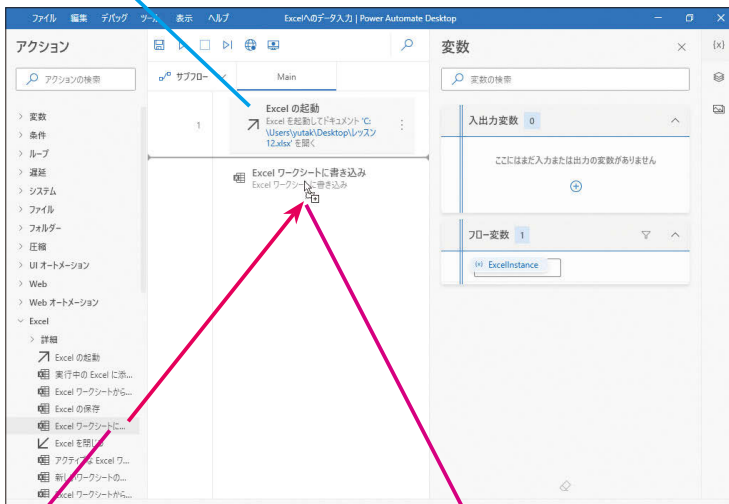 ファイル 編集 デバッグ ツール 表示 ヘルプ Excelへのデータ入力 | Power Automate Desktop
アクション
アクションの検索
変数
条件
ループ
遅延
システム
ファイル
フォルダー
圧縮
UI オートメーション
Web
Web オートメーション
Excel
詳細
Excel の起動
実行中の Excel に添...
Excel ワークシートから...
Excel の保存
Excel ワークシートに...
Excel を閉じる
アクティブな Excel ワ...
新しいワークシートの...
Excel ワークシートから...
サブフロー Main
1
Excel の起動
Excel を起動してドキュメント 'C:
\Users\yutak\Desktop\レッスン
12.xlsx' を開く
Excel ワークシートに書き込み
Excel ワークシートに書き込み
変数
{x}
変数の検索
入出力変数 0
ここにはまだ入力または出力の変数がありません
フロー変数 1
(x) ExcelInstance